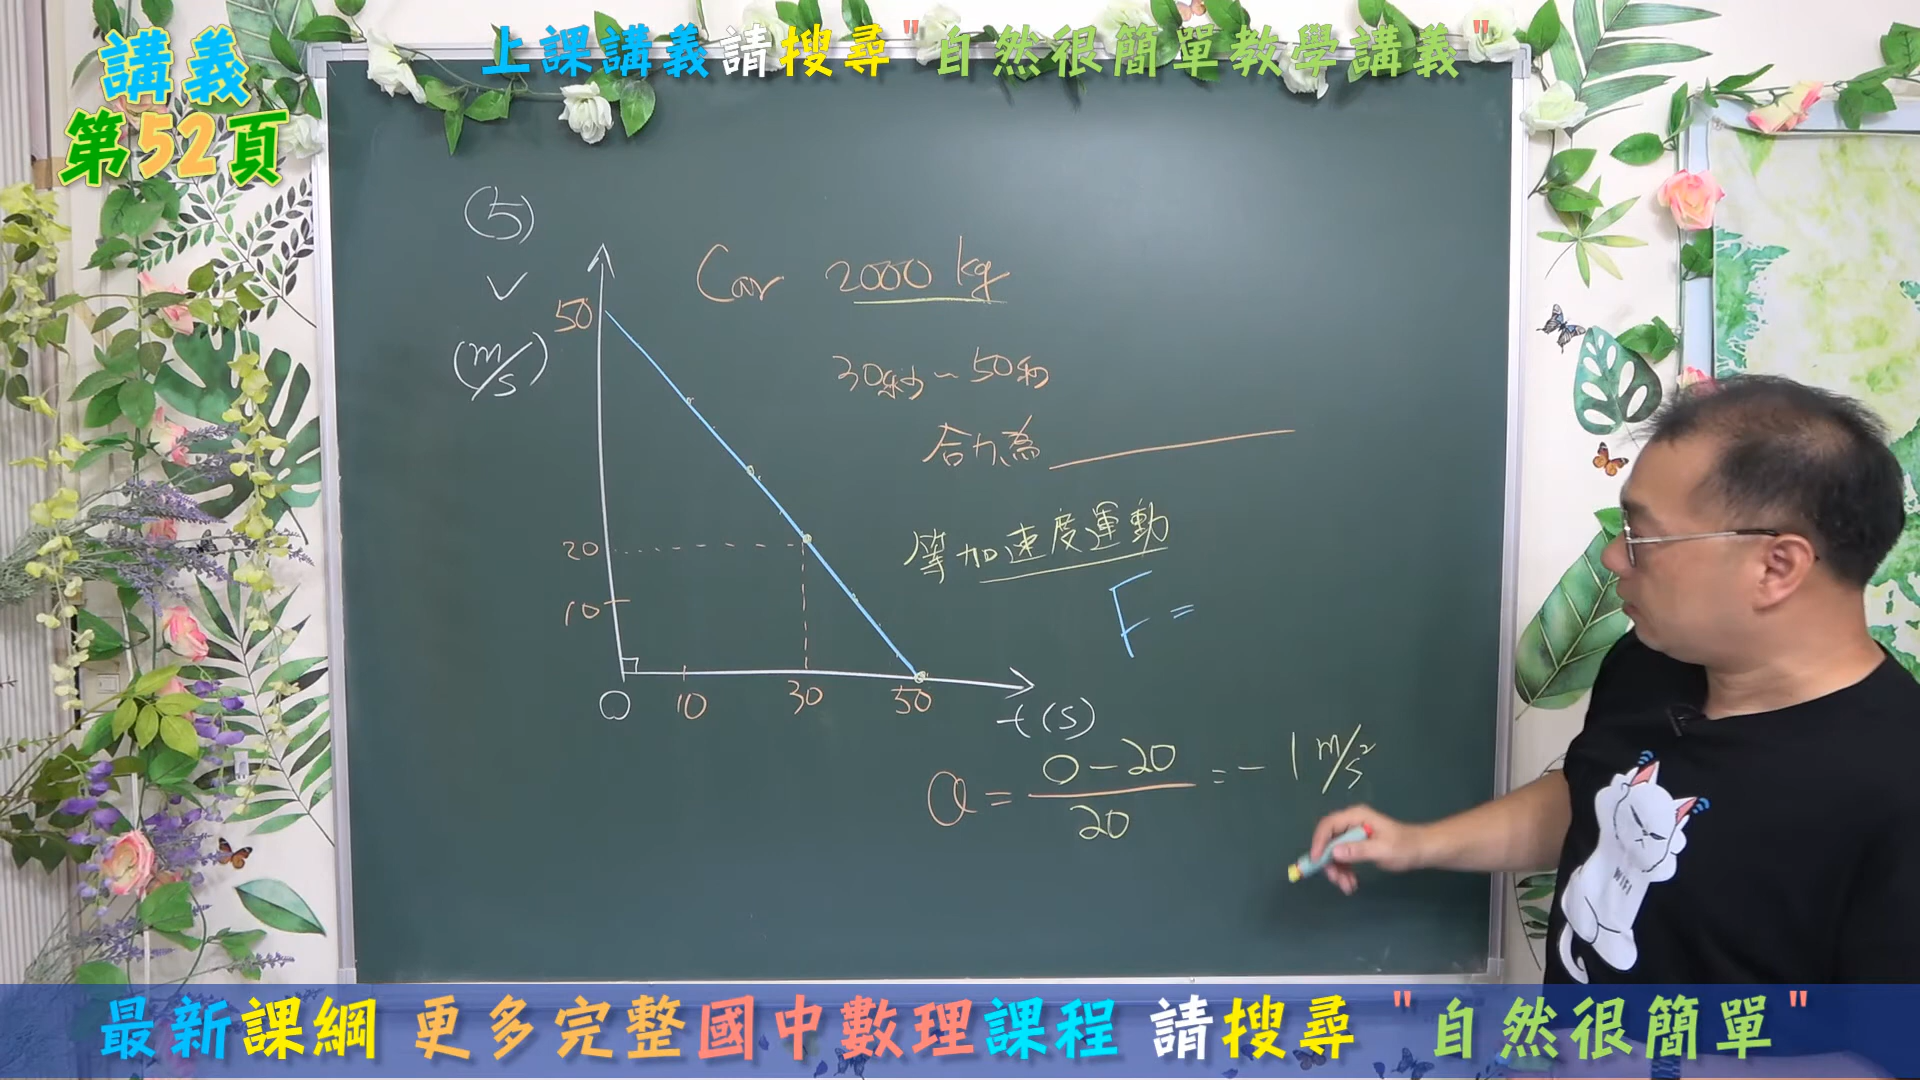 上課講義請搜尋"自然很簡單教學講義"
講義
第52頁
(5)
V
(m/s)
50
20
10
0
10
30
50
t(s)
Car 2000 kg
30秒~50秒
合力為
等加速度運動
F=
a = 0-20 / 20 = -1 m/s²
WIFI
最新課綱 更多完整國中數理課程 請搜尋 "自然很簡單"